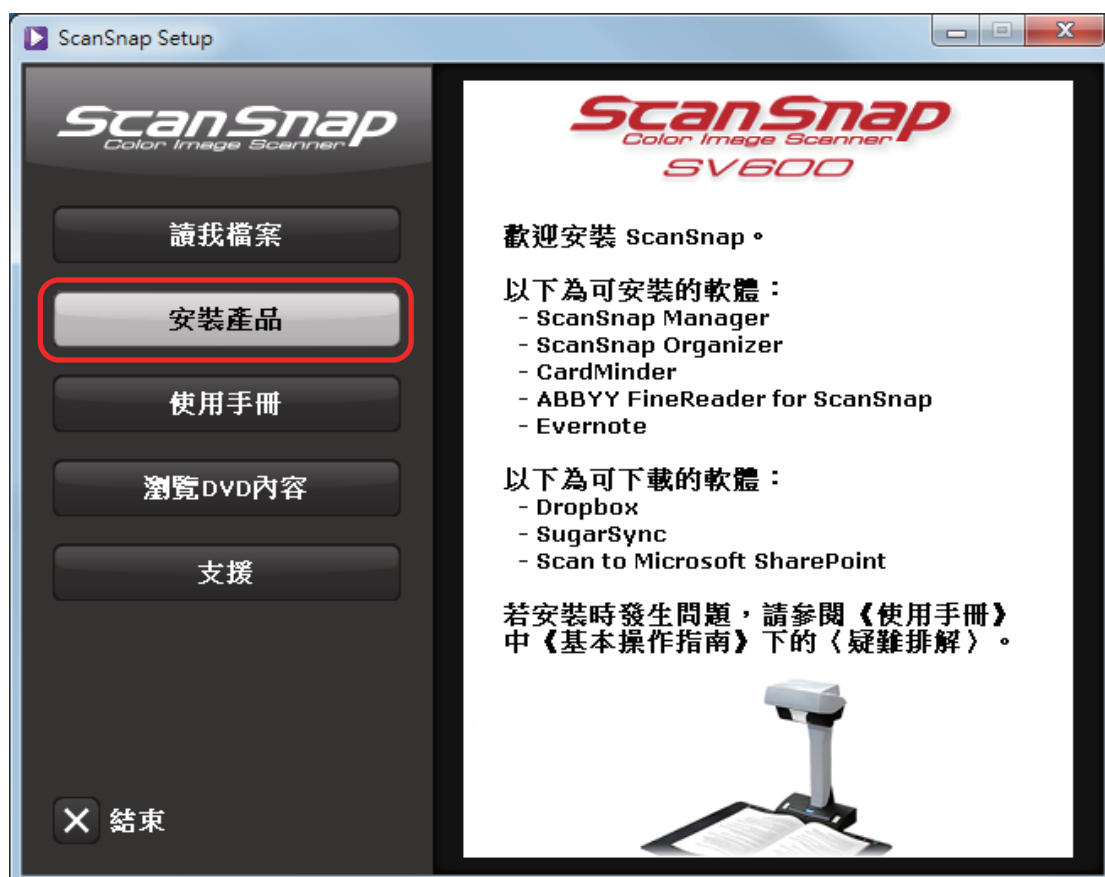 ScanSnap Setup
ScanSnap
Color Image Scanner
讀我檔案
安裝產品
使用手冊
瀏覽DVD內容
支援
結束
ScanSnap
Color Image Scanner
SV600
歡迎安裝 ScanSnap。
以下為可安裝的軟體：
- ScanSnap Manager
- ScanSnap Organizer
- CardMinder
- ABBYY FineReader for ScanSnap
- Evernote
以下為可下載的軟體：
- Dropbox
- SugarSync
- Scan to Microsoft SharePoint
若安裝時發生問題，請參閱《使用手冊》
中《基本操作指南》下的〈疑難排解〉。